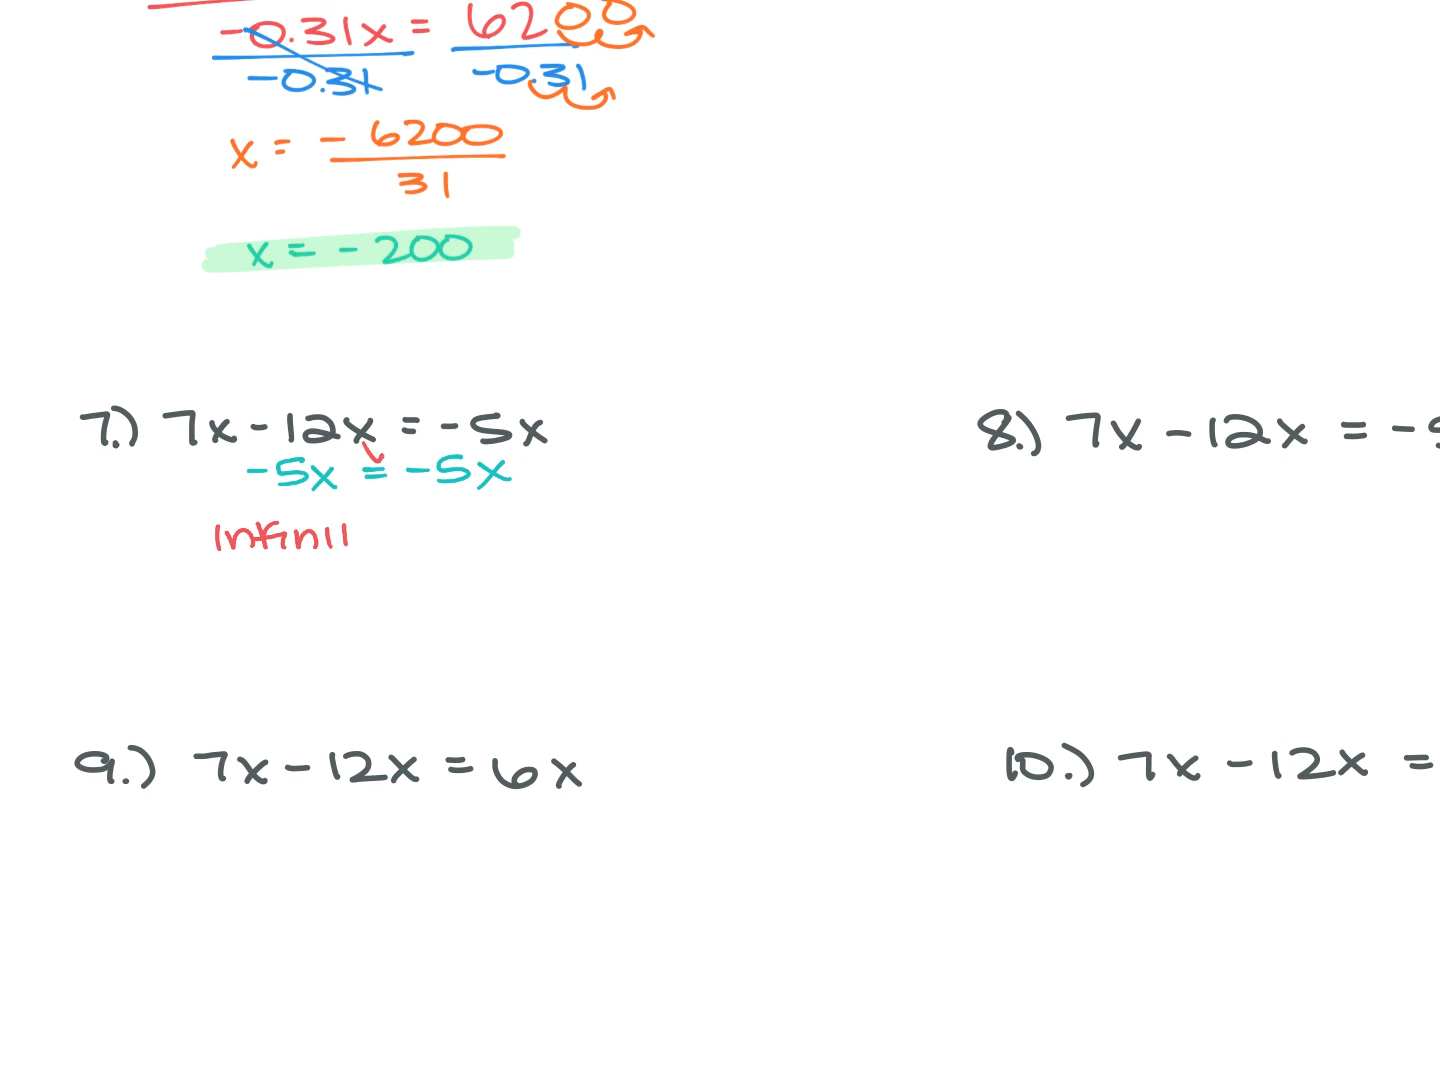 -0.31x = 6200
-0.31 -0.31
x = - 6200
31
x = - 200
7.) 7x - 12x = -5x
-5x = -5x
8.) 7x - 12x = -5
9.) 7x - 12x = 6x
10.) 7x - 12x =